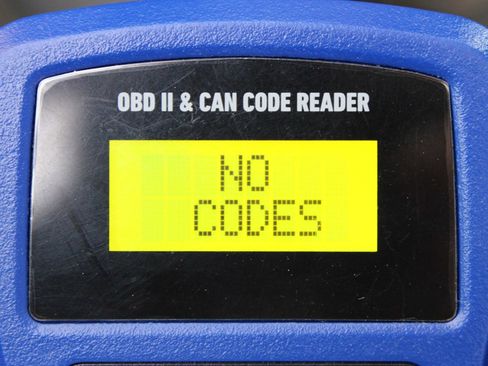 OBD II & CAN CODE READER
NO
CODES